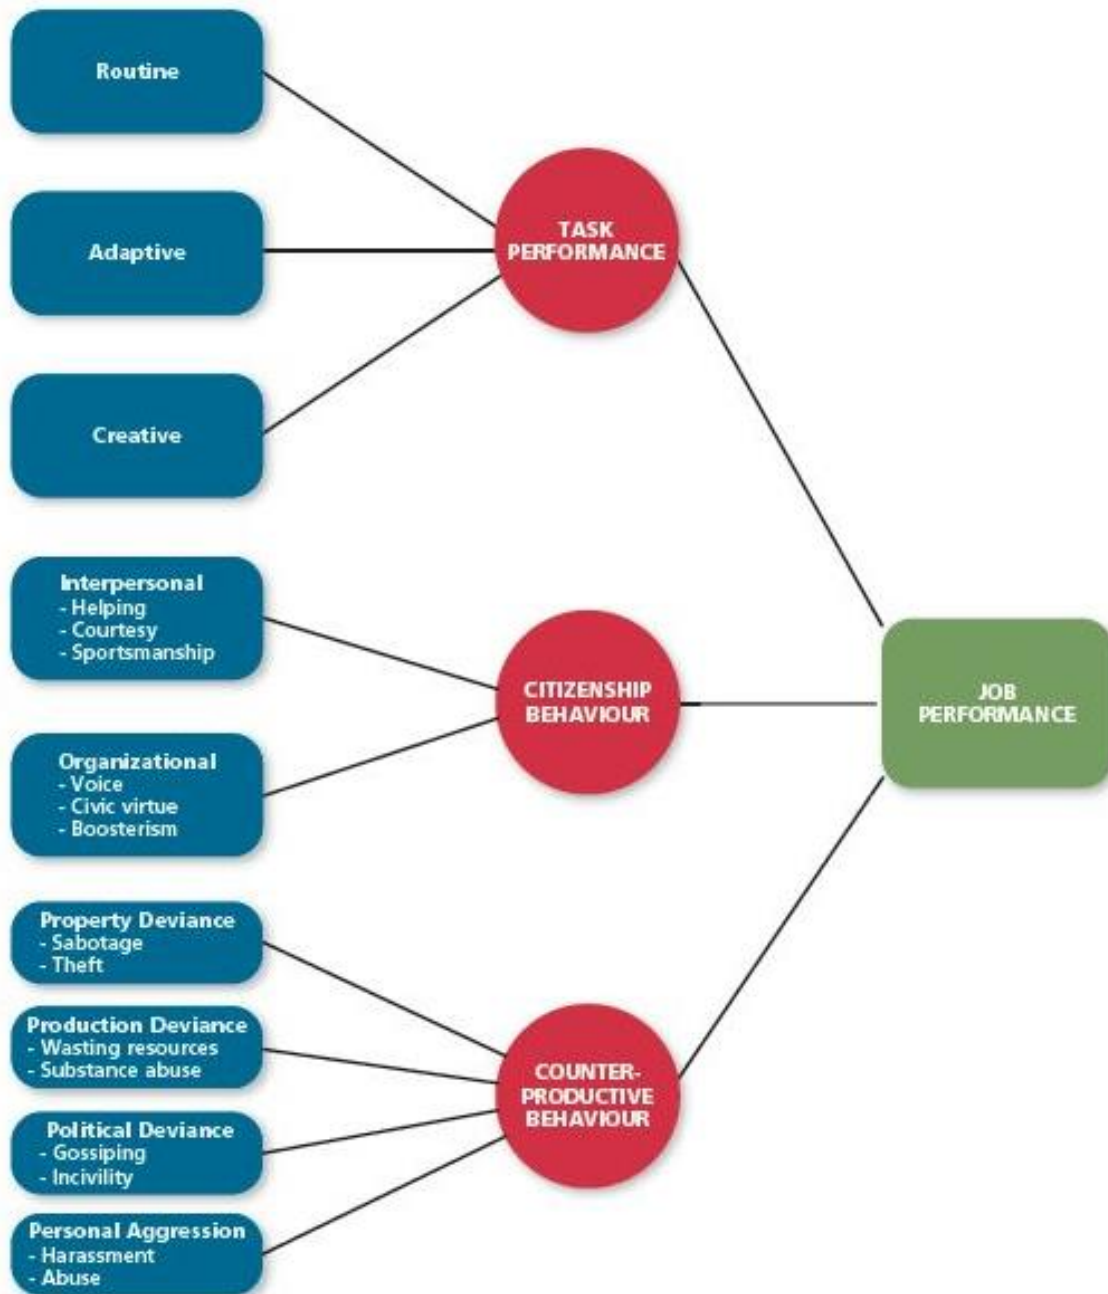 Routine
Adaptive
Creative
TASK
PERFORMANCE
Interpersonal
- Helping
- Courtesy
- Sportsmanship
Organizational
- Voice
- Civic virtue
- Boosterism
CITIZENSHIP
BEHAVIOUR
JOB
PERFORMANCE
Property Deviance
- Sabotage
- Theft
Production Deviance
- Wasting resources
- Substance abuse
Political Deviance
- Gossiping
- Incivility
Personal Aggression
- Harassment
- Abuse
COUNTER-
PRODUCTIVE
BEHAVIOUR